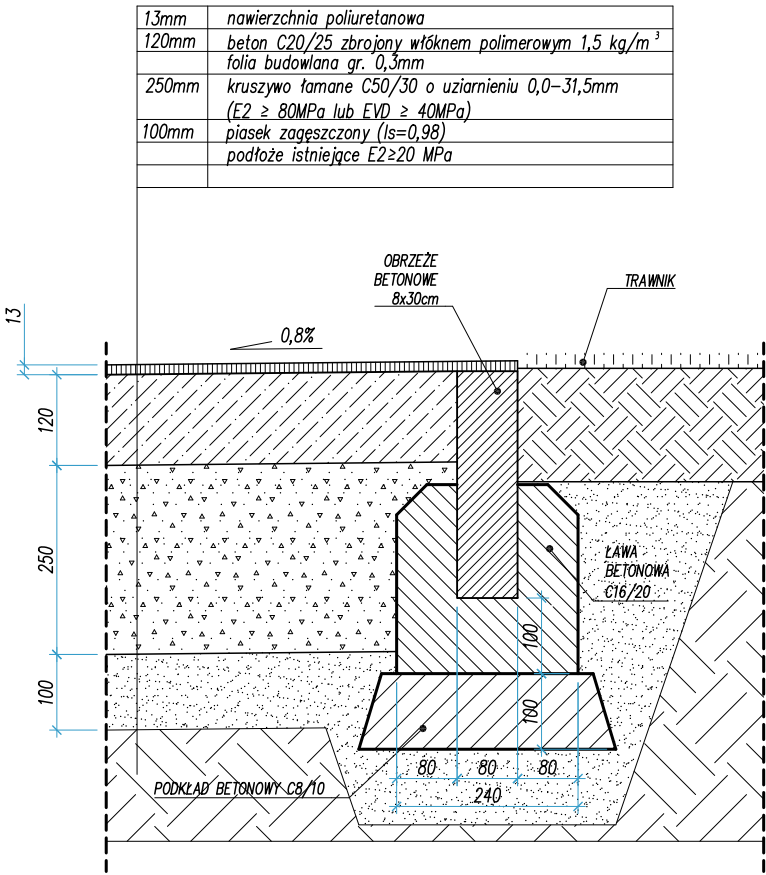 13mm nawierzchnia poliuretanowa
120mm beton C20/25 zbrojony włóknem polimerowym 1,5 kg/m³
folia budowlana gr. 0,3mm
250mm kruszywo łamane C50/30 o uziarnieniu 0,0–31,5mm
(E2 ≥ 80MPa lub EVD ≥ 40MPa)
100mm piasek zagęszczony (Is=0,98)
podłoże istniejące E2≥20 MPa
OBRZEŻE
BETONOWE
8x30cm
TRAWNIK
13
0,8%
120
250
100
ŁAWA
BETONOWA
C16/20
100
100
80 80 80
240
PODKŁAD BETONOWY C8/10